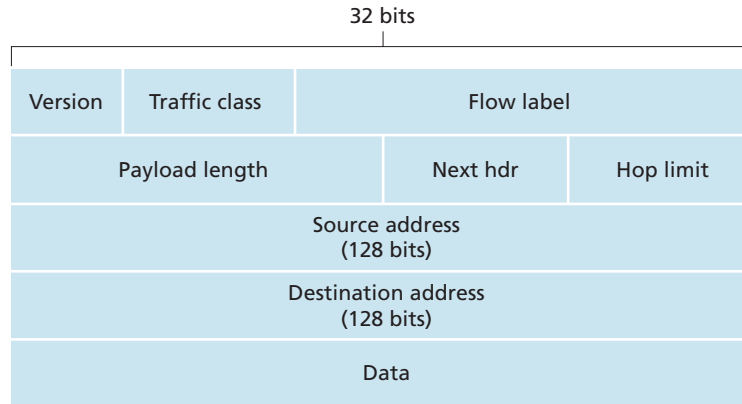 32 bits
Version Traffic class Flow label
Payload length Next hdr Hop limit
Source address
(128 bits)
Destination address
(128 bits)
Data